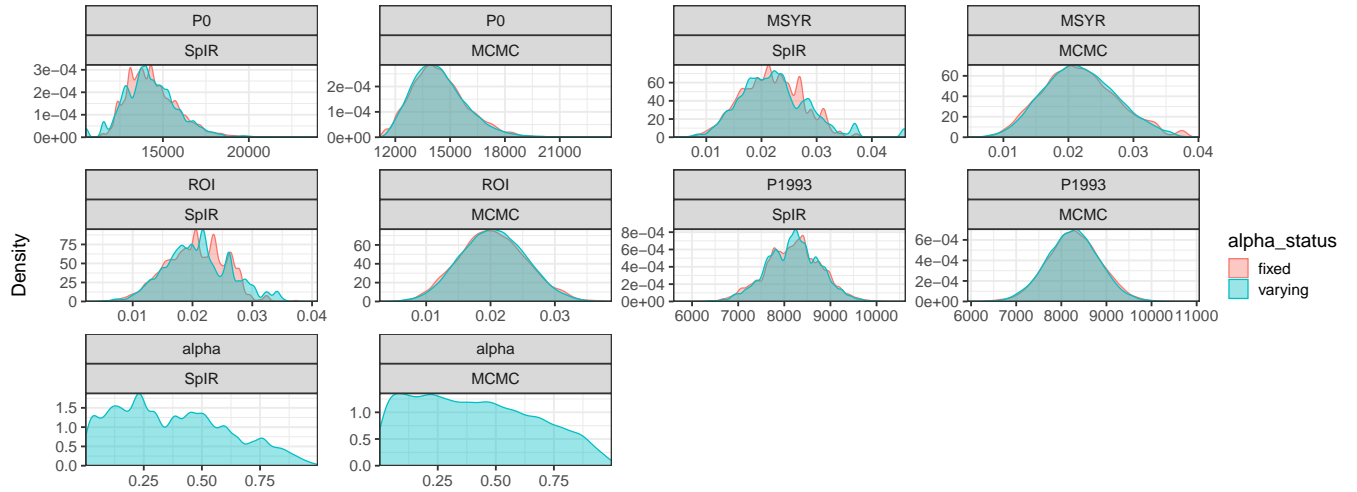 P0
P0
MSYR
MSYR
SpIR
MCMC
SpIR
MCMC
3e−04
2e−04
1e−04
0e+00
15000
20000
2e−04
1e−04
0e+00
12000
15000
18000
21000
60
40
20
0
0.01
0.02
0.03
0.04
60
40
20
0
0.01
0.02
0.03
0.04
ROI
ROI
P1993
P1993
SpIR
MCMC
SpIR
MCMC
75
50
25
0
0.01
0.02
0.03
0.04
60
40
20
0
0.01
0.02
0.03
8e−04
6e−04
4e−04
2e−04
0e+00
6000
7000
8000
9000
10000
6e−04
4e−04
2e−04
0e+00
6000
7000
8000
9000
10000
11000
alpha
alpha
SpIR
MCMC
1.5
1.0
0.5
0.0
0.25
0.50
0.75
1.0
0.5
0.0
0.25
0.50
0.75
Density
alpha_status
fixed
varying